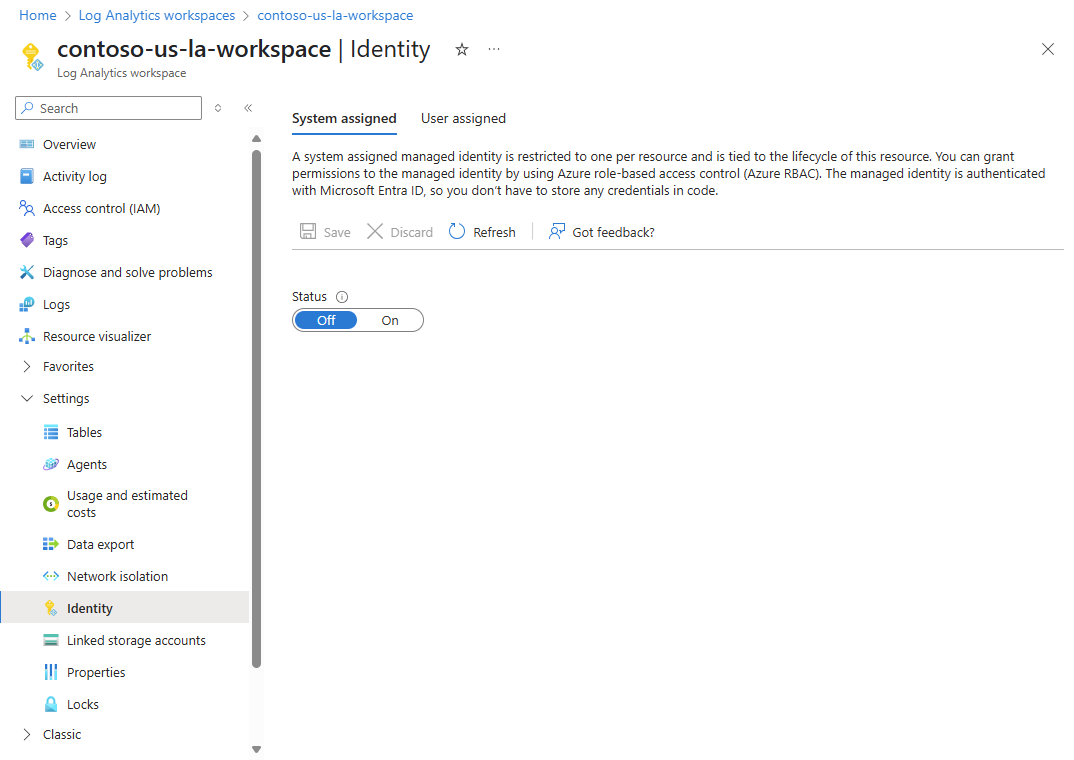 Home > Log Analytics workspaces > contoso-us-la-workspace
contoso-us-la-workspace | Identity
Log Analytics workspace
Search
Overview
Activity log
Access control (IAM)
Tags
Diagnose and solve problems
Logs
Resource visualizer
Favorites
Settings
Tables
Agents
Usage and estimated
costs
Data export
Network isolation
Identity
Linked storage accounts
Properties
Locks
Classic
System assigned User assigned
A system assigned managed identity is restricted to one per resource and is tied to the lifecycle of this resource. You can grant
permissions to the managed identity by using Azure role-based access control (Azure RBAC). The managed identity is authenticated
with Microsoft Entra ID, so you don’t have to store any credentials in code.
Save Discard Refresh Got feedback?
Status
Off On